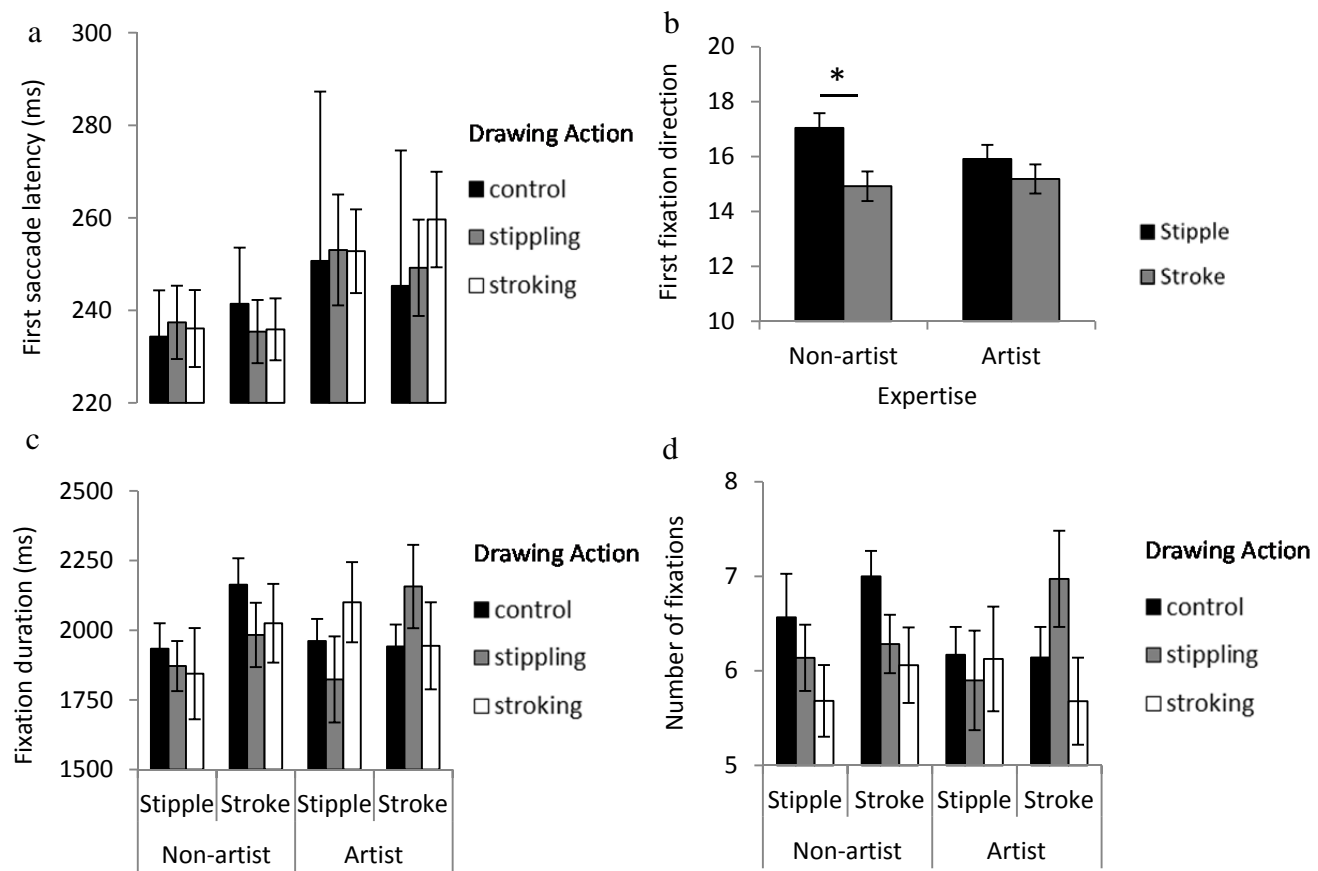 a
First saccade latency (ms)
300
280
260
240
220
Drawing Action
control
stippling
stroking
b
First fixation direction
20
18
16
14
12
10
*
Non-artist Artist
Expertise
Stipple
Stroke
c
Fixation duration (ms)
2500
2250
2000
1750
1500
Stipple Stroke Stipple Stroke
Non-artist Artist
Drawing Action
control
stippling
stroking
d
Number of fixations
8
7
6
5
Stipple Stroke Stipple Stroke
Non-artist Artist
Drawing Action
control
stippling
stroking